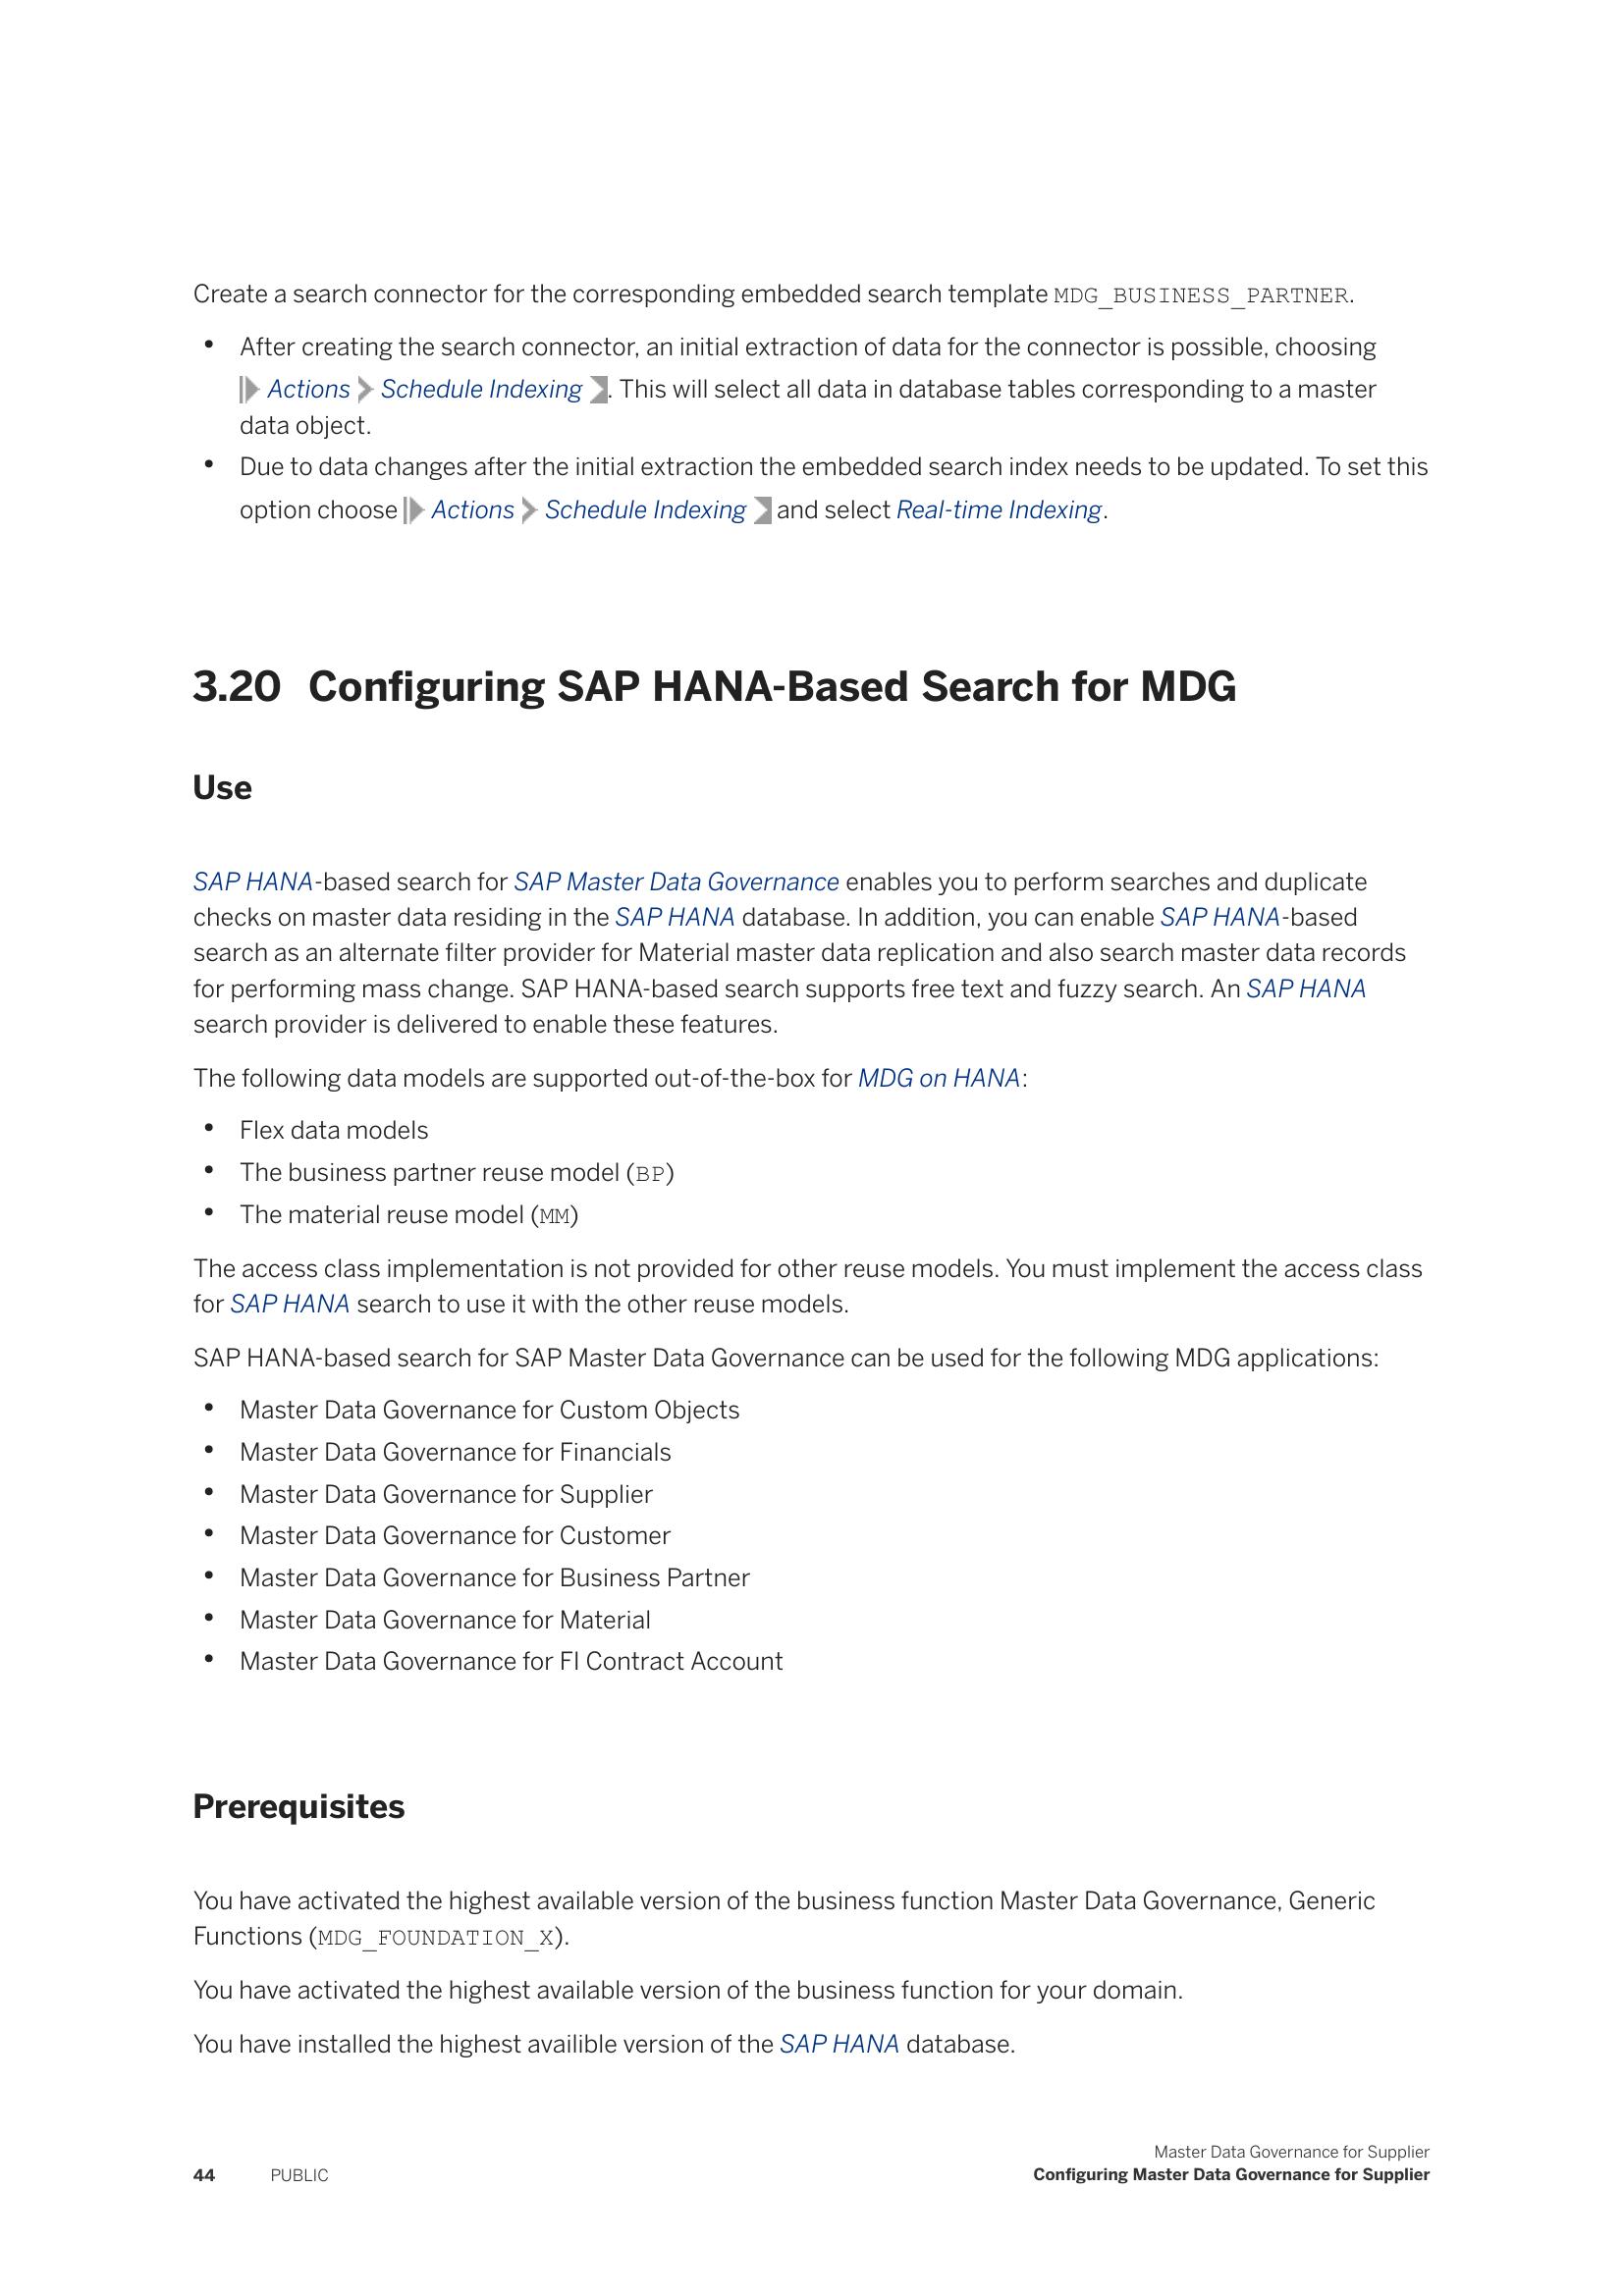 Create a search connector for the corresponding embedded search template MDG_BUSINESS_PARTNER.
• After creating the search connector, an initial extraction of data for the connector is possible, choosing
Actions Schedule Indexing . This will select all data in database tables corresponding to a master
data object.
• Due to data changes after the initial extraction the embedded search index needs to be updated. To set this
option choose Actions Schedule Indexing and select Real-time Indexing.
3.20 Configuring SAP HANA-Based Search for MDG
Use
SAP HANA-based search for SAP Master Data Governance enables you to perform searches and duplicate
checks on master data residing in the SAP HANA database. In addition, you can enable SAP HANA-based
search as an alternate filter provider for Material master data replication and also search master data records
for performing mass change. SAP HANA-based search supports free text and fuzzy search. An SAP HANA
search provider is delivered to enable these features.
The following data models are supported out-of-the-box for MDG on HANA:
• Flex data models
• The business partner reuse model (BP)
• The material reuse model (MM)
The access class implementation is not provided for other reuse models. You must implement the access class
for SAP HANA search to use it with the other reuse models.
SAP HANA-based search for SAP Master Data Governance can be used for the following MDG applications:
• Master Data Governance for Custom Objects
• Master Data Governance for Financials
• Master Data Governance for Supplier
• Master Data Governance for Customer
• Master Data Governance for Business Partner
• Master Data Governance for Material
• Master Data Governance for FI Contract Account
Prerequisites
You have activated the highest available version of the business function Master Data Governance, Generic
Functions (MDG_FOUNDATION_X).
You have activated the highest available version of the business function for your domain.
You have installed the highest availible version of the SAP HANA database.
Master Data Governance for Supplier
44 PUBLIC Configuring Master Data Governance for Supplier